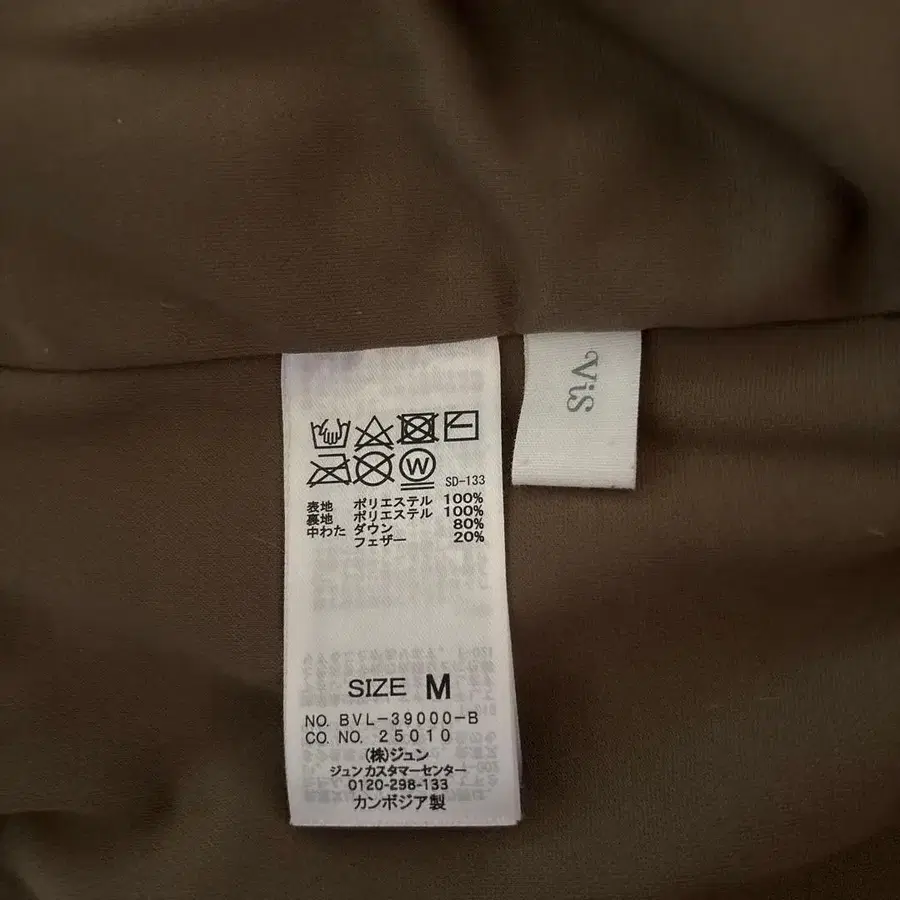 SD-133
表地 ポリエステル 100%
裏地 ポリエステル 100%
中わた ダウン 80%
フェザー 20%
SIZE M
NO. BVL-39000-B
CO. NO. 25010
(株)ジュン
ジュンカスタマーセンター
0120-298-133
カンボジア製
ViS